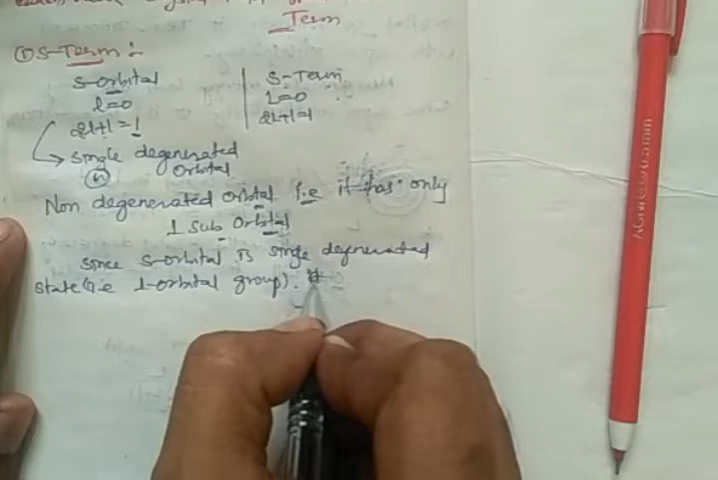 Term
① S-Term :-
S-orbital
l=0
2l+1=1
→ single degenerated
orbital
S-Term
L=0
2L+1=1
(or)
Non degenerated orbital i.e it has only
1 Sub orbital
Since s-orbital is single degenerated
state (i.e 1-orbital group).